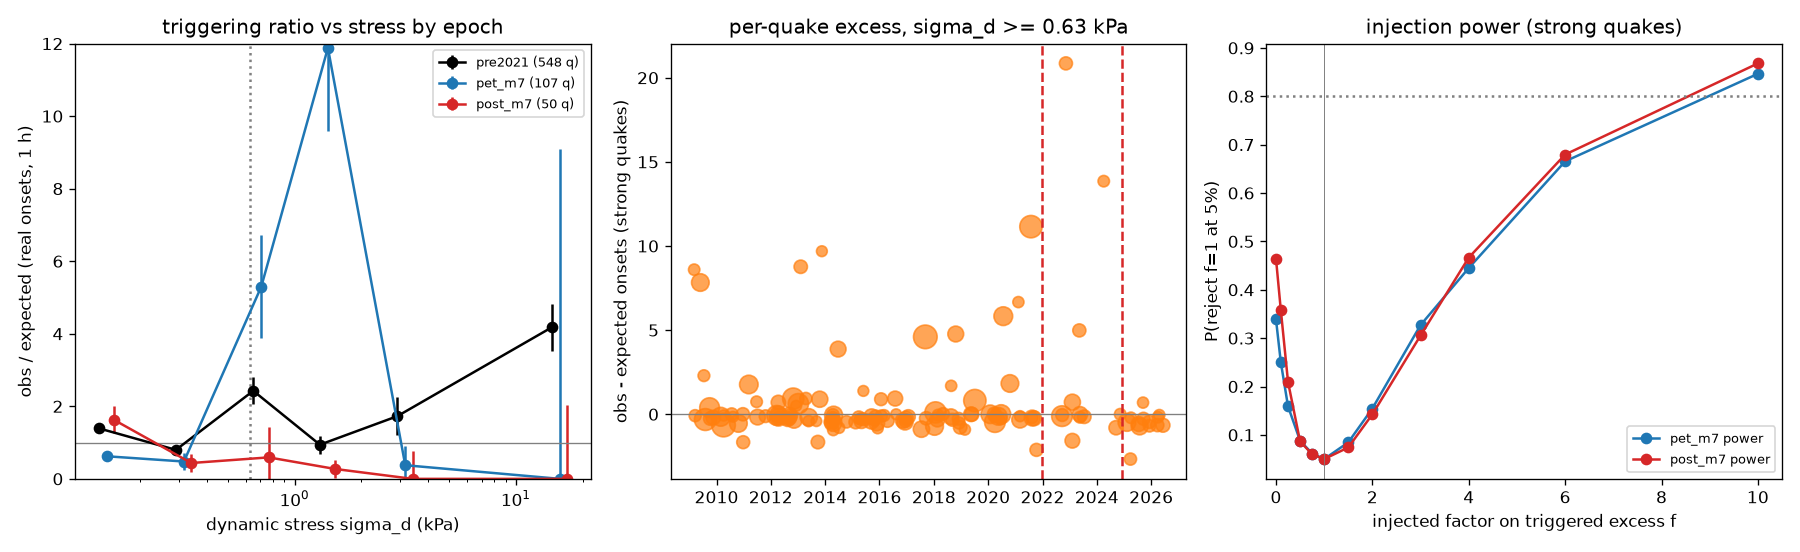 triggering ratio vs stress by epoch
obs / expected (real onsets, 1 h)
12
10
8
6
4
2
0
pre2021 (548 q)
pet_m7 (107 q)
post_m7 (50 q)
10⁰
10¹
dynamic stress sigma_d (kPa)
per-quake excess, sigma_d >= 0.63 kPa
obs - expected onsets (strong quakes)
20
15
10
5
0
2010 2012 2014 2016 2018 2020 2022 2024 2026
injection power (strong quakes)
P(reject f=1 at 5%)
0.9
0.8
0.7
0.6
0.5
0.4
0.3
0.2
0.1
pet_m7 power
post_m7 power
0 2 4 6 8 10
injected factor on triggered excess f